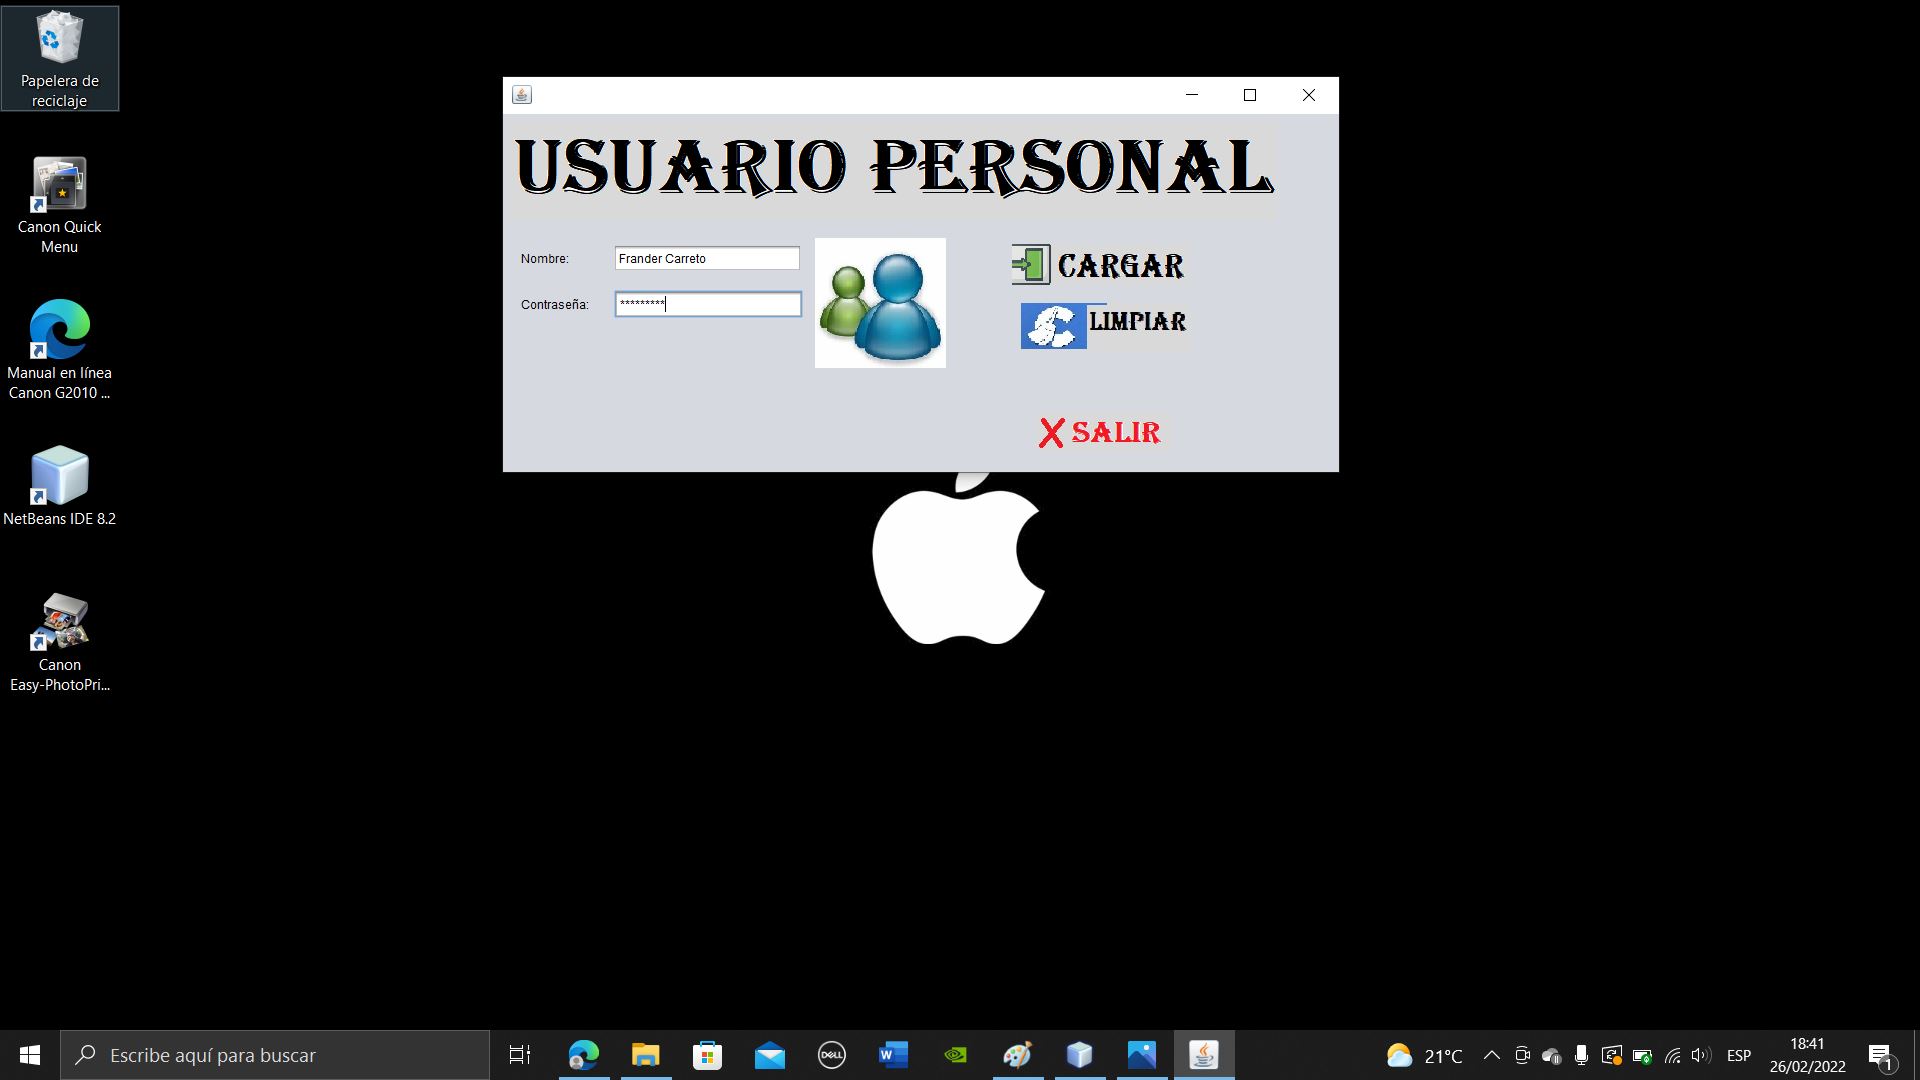 Papelera de
reciclaje
Canon Quick
Menu
Manual en línea
Canon G2010 ...
NetBeans IDE 8.2
Canon
Easy-PhotoPri...
USUARIO PERSONAL
Nombre:
Frander Carreto
Contraseña:
*********
CARGAR
LIMPIAR
X SALIR
Escribe aquí para buscar
DELL
W
21°C
ESP
18:41
26/02/2022
1